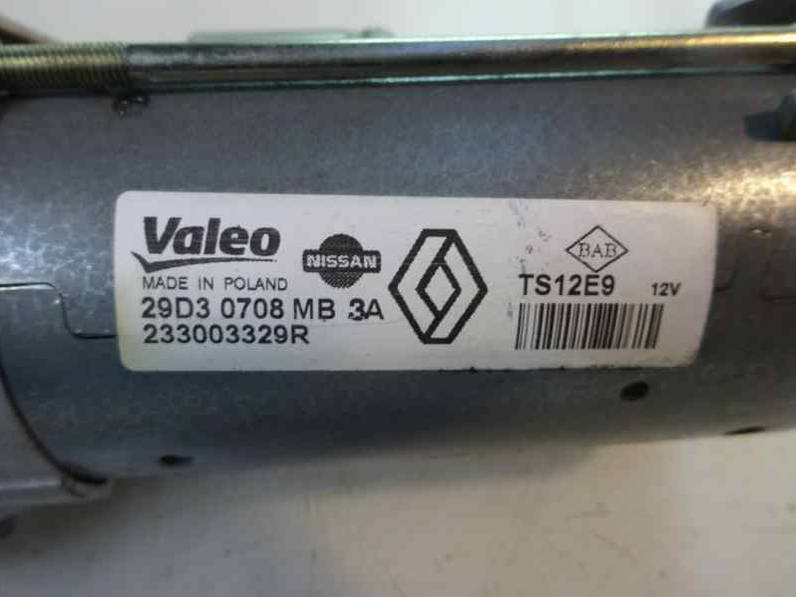 Valeo
NISSAN
MADE IN POLAND
29D3 0708 MB 3A
233003329R
BAB
TS12E9 12V